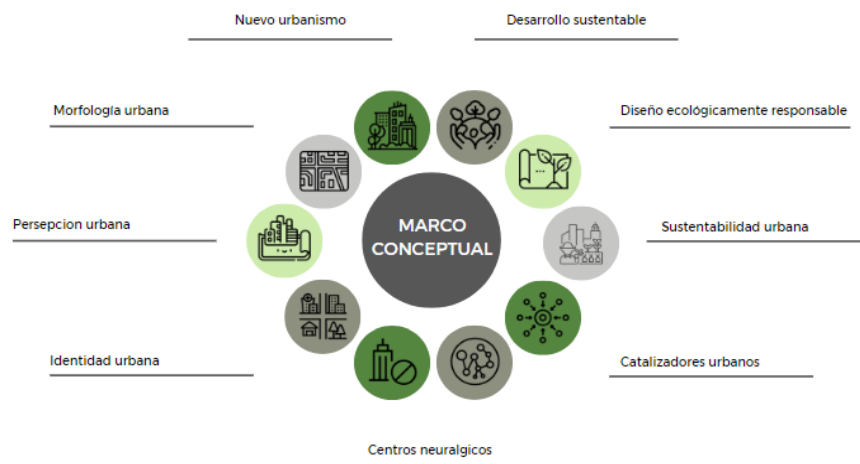 Nuevo urbanismo
Desarrollo sustentable
Morfología urbana
Diseño ecológicamente responsable
Persepcion urbana
MARCO
CONCEPTUAL
Sustentabilidad urbana
Identidad urbana
Catalizadores urbanos
Centros neuralgicos